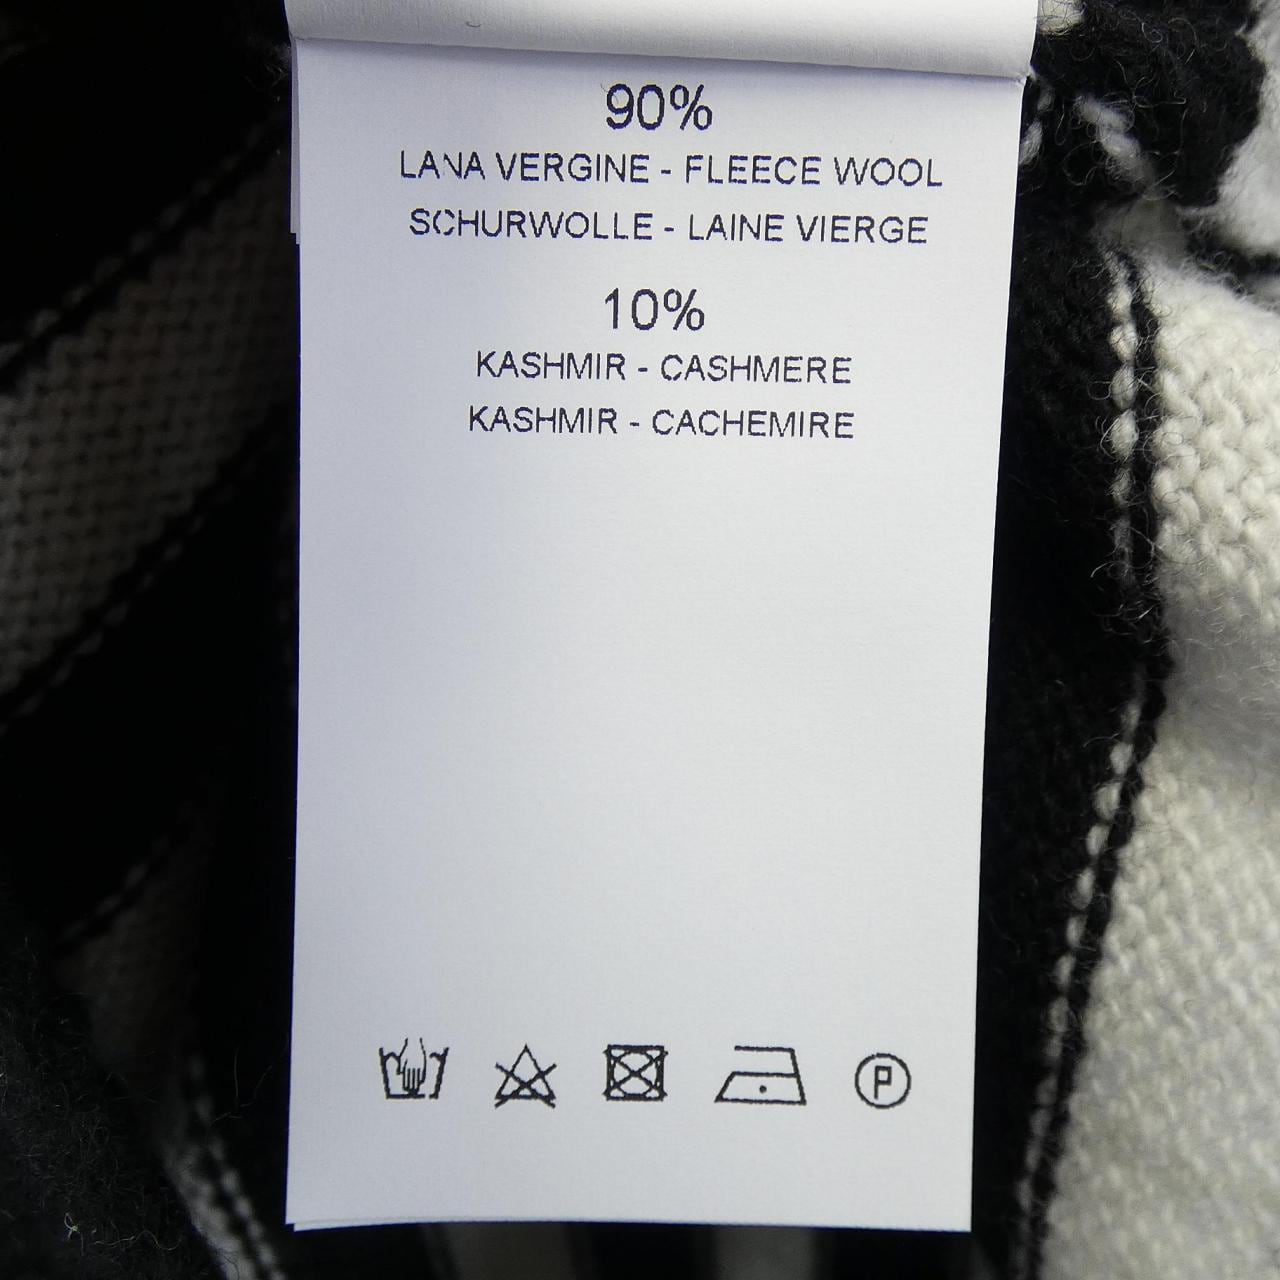 90%
LANA VERGINE - FLEECE WOOL
SCHURWOLLE - LAINE VIERGE
10%
KASHMIR - CASHMERE
KASHMIR - CACHEMIRE
P